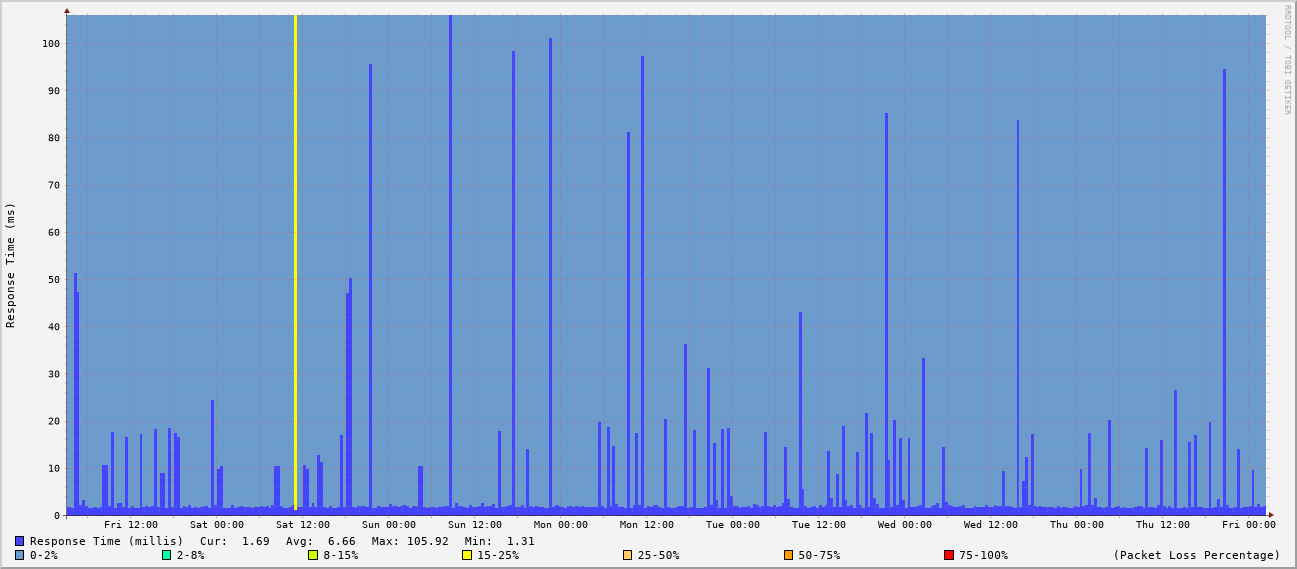 RRDTOOL / TOBI OETIKER
Response Time (ms)
100
90
80
70
60
50
40
30
20
10
0
Fri 12:00 Sat 00:00 Sat 12:00 Sun 00:00 Sun 12:00 Mon 00:00 Mon 12:00 Tue 00:00 Tue 12:00 Wed 00:00 Wed 12:00 Thu 00:00 Thu 12:00 Fri 00:00
Response Time (millis) Cur: 1.69 Avg: 6.66 Max: 105.92 Min: 1.31
0-2% 2-8% 8-15% 15-25% 25-50% 50-75% 75-100% (Packet Loss Percentage)